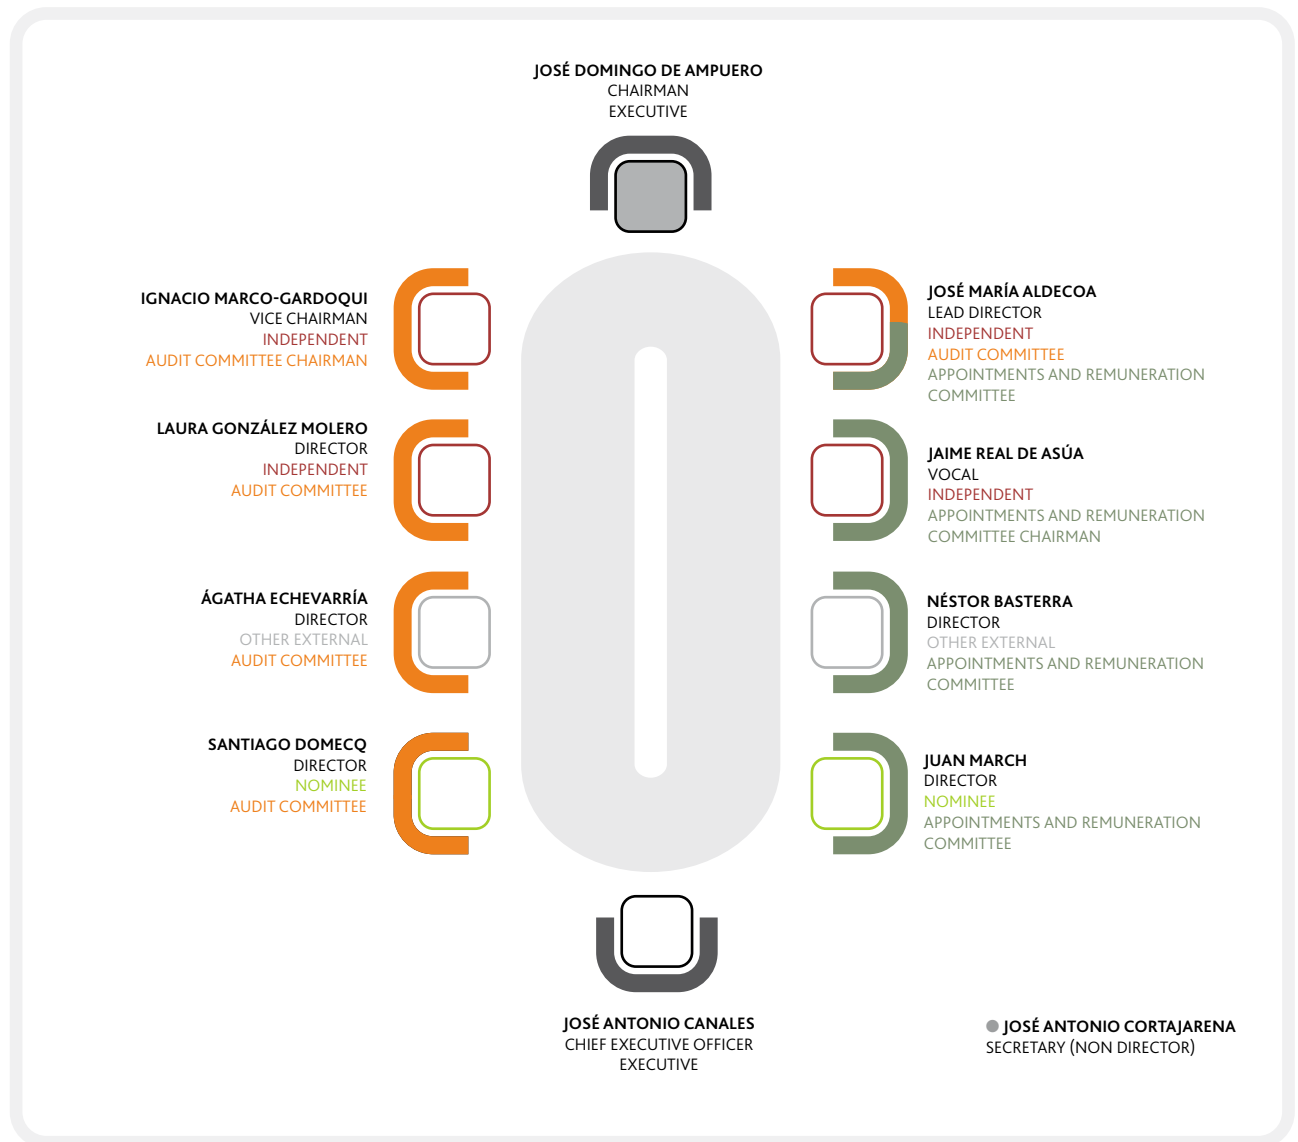 JOSÉ DOMINGO DE AMPUERO
CHAIRMAN
EXECUTIVE
IGNACIO MARCO-GARDOQUI
VICE CHAIRMAN
INDEPENDENT
AUDIT COMMITTEE CHAIRMAN
LAURA GONZÁLEZ MOLERO
DIRECTOR
INDEPENDENT
AUDIT COMMITTEE
ÁGATHA ECHEVARRÍA
DIRECTOR
OTHER EXTERNAL
AUDIT COMMITTEE
SANTIAGO DOMECQ
DIRECTOR
NOMINEE
AUDIT COMMITTEE
JOSÉ MARÍA ALDECOA
LEAD DIRECTOR
INDEPENDENT
AUDIT COMMITTEE
APPOINTMENTS AND REMUNERATION
COMMITTEE
JAIME REAL DE ASÚA
VOCAL
INDEPENDENT
APPOINTMENTS AND REMUNERATION
COMMITTEE CHAIRMAN
NÉSTOR BASTERRA
DIRECTOR
OTHER EXTERNAL
APPOINTMENTS AND REMUNERATION
COMMITTEE
JUAN MARCH
DIRECTOR
NOMINEE
APPOINTMENTS AND REMUNERATION
COMMITTEE
JOSÉ ANTONIO CANALES
CHIEF EXECUTIVE OFFICER
EXECUTIVE
JOSÉ ANTONIO CORTAJARENA
SECRETARY (NON DIRECTOR)